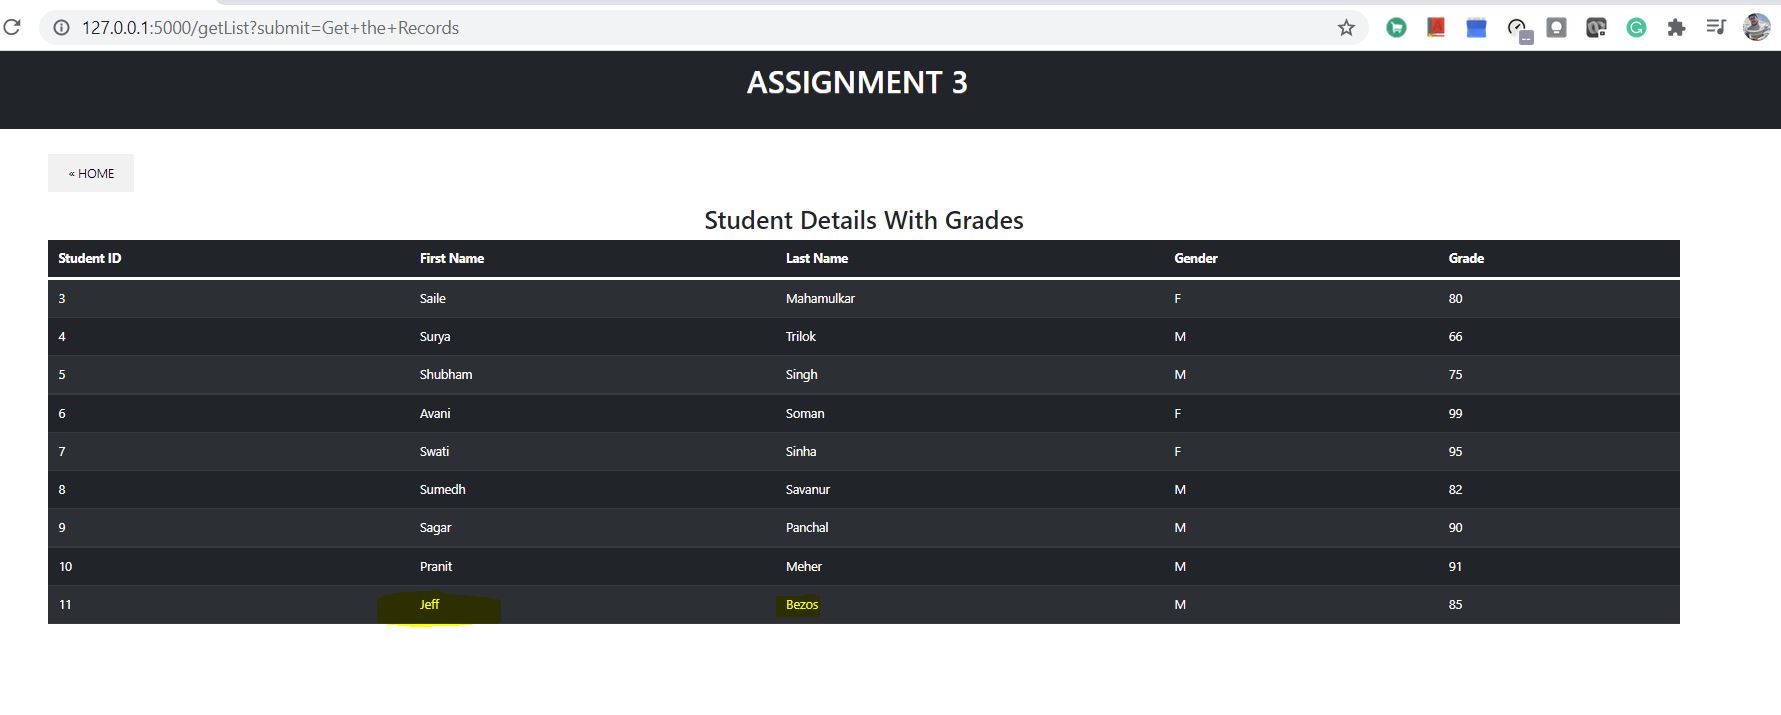 127.0.0.1:5000/getList?submit=Get+the+Records
ASSIGNMENT 3
« HOME
Student Details With Grades
Student ID First Name Last Name Gender Grade
3 Saile Mahamulkar F 80
4 Surya Trilok M 66
5 Shubham Singh M 75
6 Avani Soman F 99
7 Swati Sinha F 95
8 Sumedh Savanur M 82
9 Sagar Panchal M 90
10 Pranit Meher M 91
11 Jeff Bezos M 85